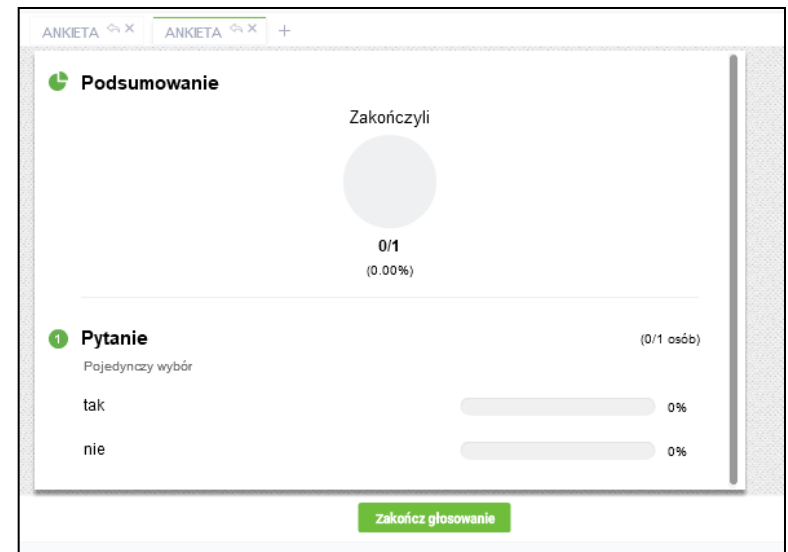 ANKIETA ANKIETA +
Podsumowanie
Zakończyli
0/1
(0.00%)
1 Pytanie (0/1 osób)
Pojedynczy wybór
tak 0%
nie 0%
Zakończ głosowanie